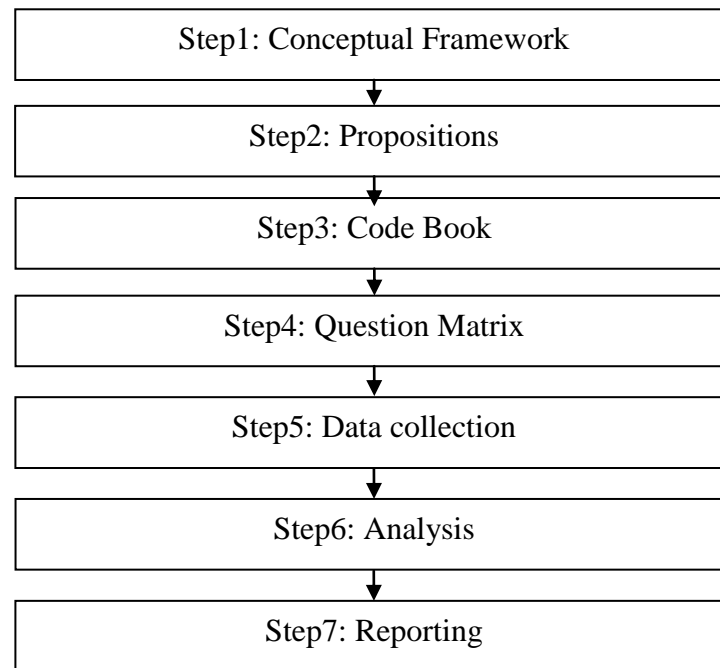 Step1: Conceptual Framework
Step2: Propositions
Step3: Code Book
Step4: Question Matrix
Step5: Data collection
Step6: Analysis
Step7: Reporting